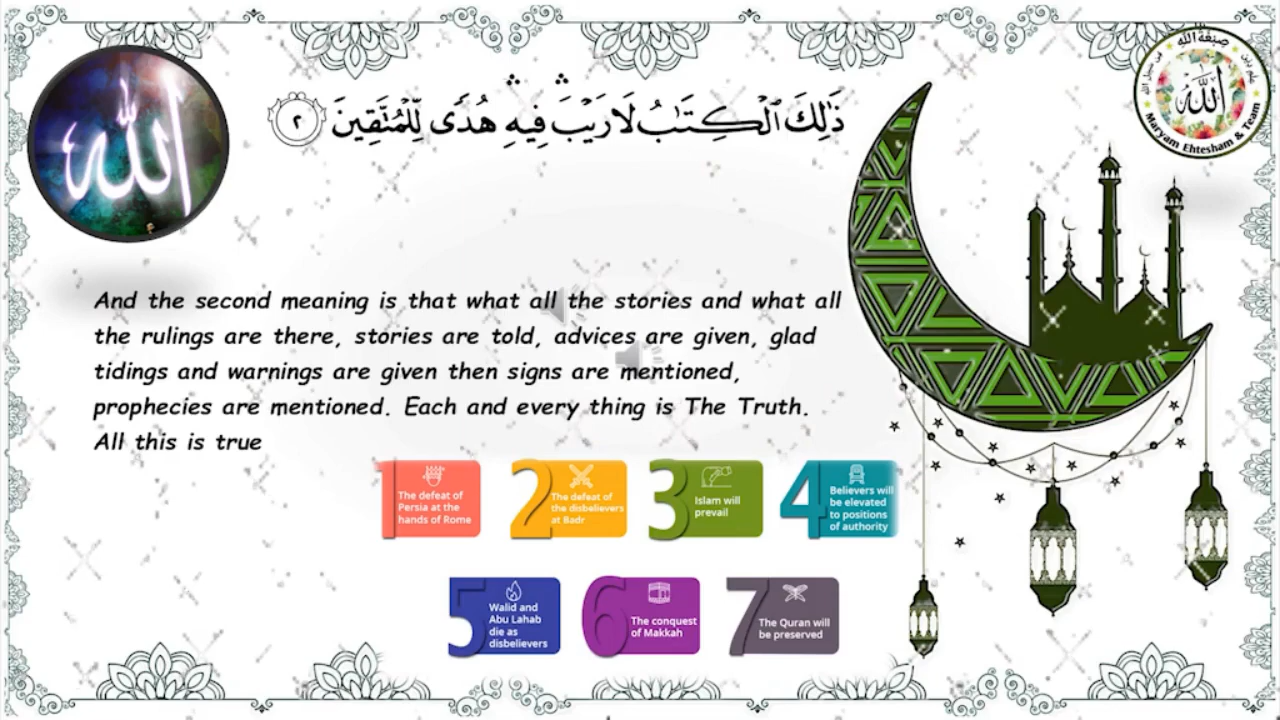 ذَٰلِكَ ٱلْكِتَـٰبُ لَا رَيْبَ ۛ فِيهِ ۛ هُدًى لِّلْمُتَّقِينَ ٢
الله
صبغة الله
الله
Maryam Ehtesham & Team
And the second meaning is that what all the stories and what all
the rulings are there, stories are told, advices are given, glad
tidings and warnings are given then signs are mentioned,
prophecies are mentioned. Each and every thing is The Truth.
All this is true
1
The defeat of
Persia at the
hands of Rome
2
The defeat of
the disbelievers
at Badr
3
Islam will
prevail
4
Believers will
be elevated
to positions
of authority
5
Walid and
Abu Lahab
die as
disbelievers
6
The conquest
of Makkah
7
The Quran will
be preserved